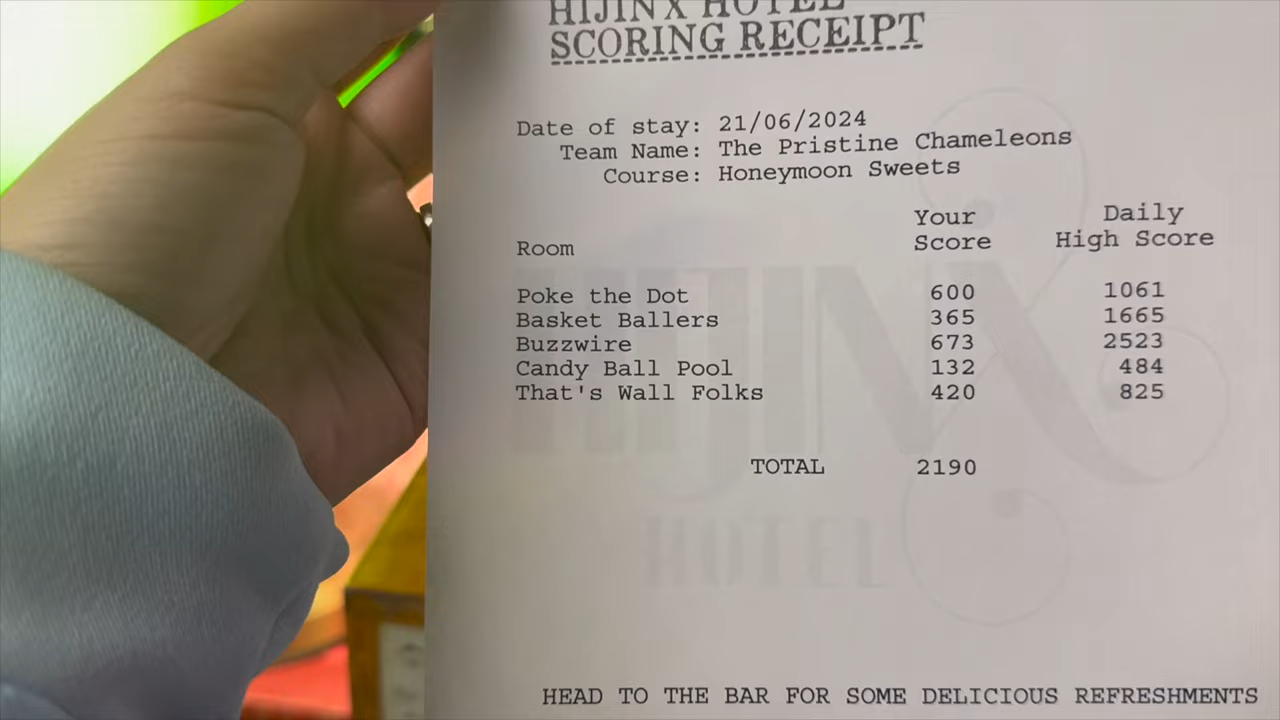 HIJINX HOTEL
SCORING RECEIPT
Date of stay: 21/06/2024
Team Name: The Pristine Chameleons
Course: Honeymoon Sweets
Your Daily
Room Score High Score
Poke the Dot 600 1061
Basket Ballers 365 1665
Buzzwire 673 2523
Candy Ball Pool 132 484
That's Wall Folks 420 825
TOTAL 2190
HIJINX
HOTEL
HEAD TO THE BAR FOR SOME DELICIOUS REFRESHMENTS